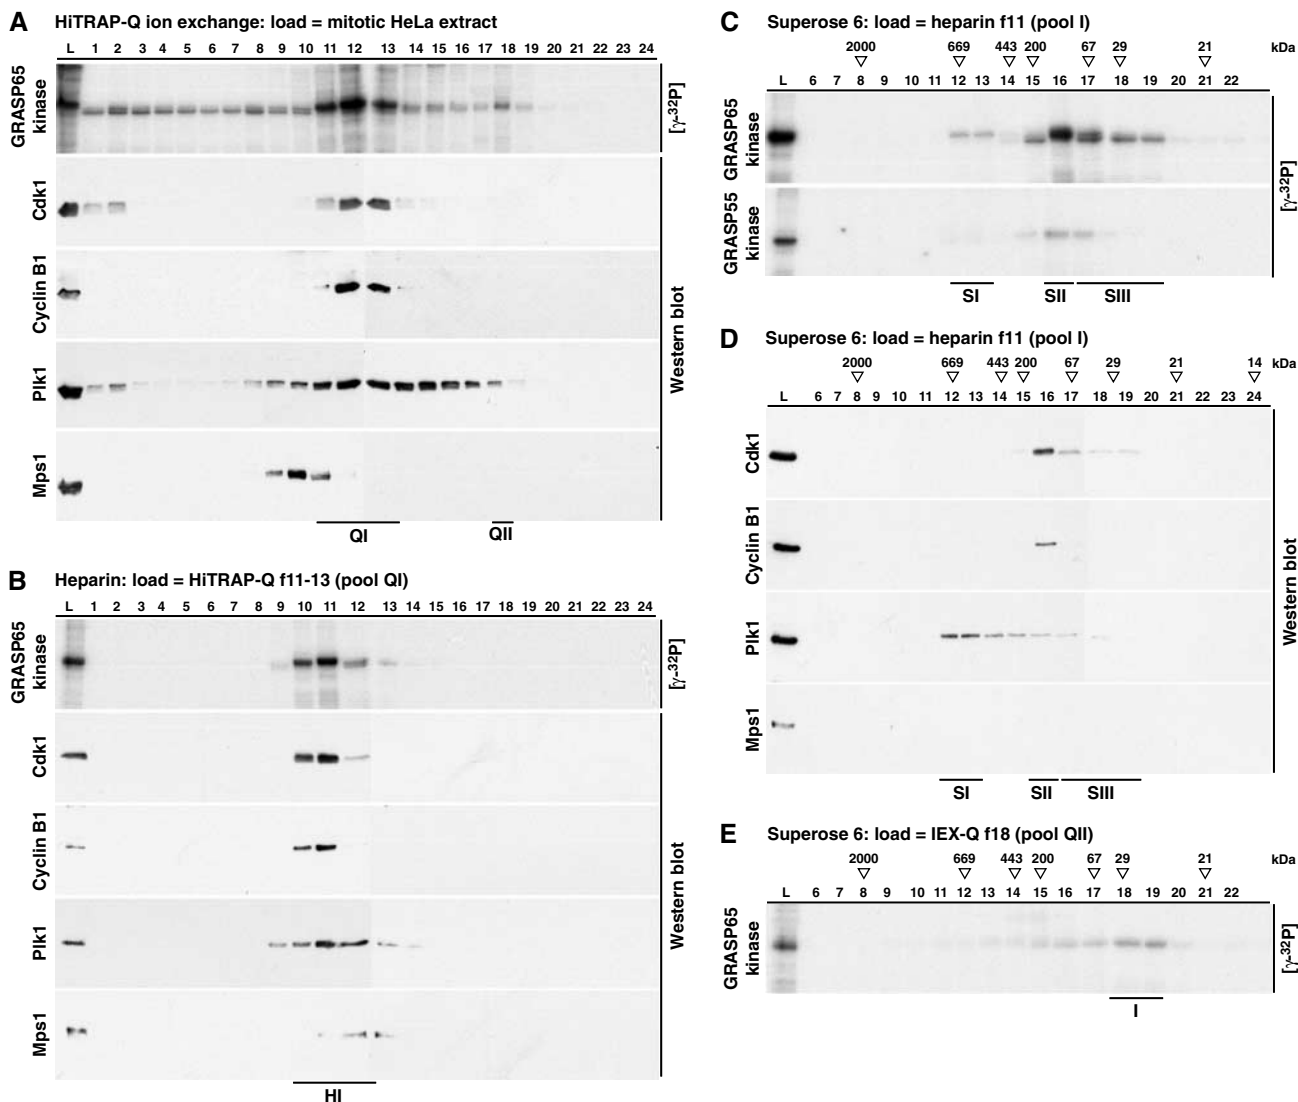 A HiTRAP-Q ion exchange: load = mitotic HeLa extract
L 1 2 3 4 5 6 7 8 9 10 11 12 13 14 15 16 17 18 19 20 21 22 23 24
GRASP65 kinase
[γ-32P]
Cdk1
Cyclin B1
Plk1
Mps1
Western blot
QI QII
B Heparin: load = HiTRAP-Q f11-13 (pool QI)
L 1 2 3 4 5 6 7 8 9 10 11 12 13 14 15 16 17 18 19 20 21 22 23 24
GRASP65 kinase
[γ-32P]
Cdk1
Cyclin B1
Plk1
Mps1
Western blot
HI
C Superose 6: load = heparin f11 (pool I)
2000 669 443 200 67 29 21 kDa
L 6 7 8 9 10 11 12 13 14 15 16 17 18 19 20 21 22
GRASP65 kinase
GRASP55 kinase
[γ-32P]
SI SII SIII
D Superose 6: load = heparin f11 (pool I)
2000 669 443 200 67 29 21 14 kDa
L 6 7 8 9 10 11 12 13 14 15 16 17 18 19 20 21 22 23 24
Cdk1
Cyclin B1
Plk1
Mps1
Western blot
SI SII SIII
E Superose 6: load = IEX-Q f18 (pool QII)
2000 669 443 200 67 29 21 kDa
L 6 7 8 9 10 11 12 13 14 15 16 17 18 19 20 21 22
GRASP65 kinase
[γ-32P]
I